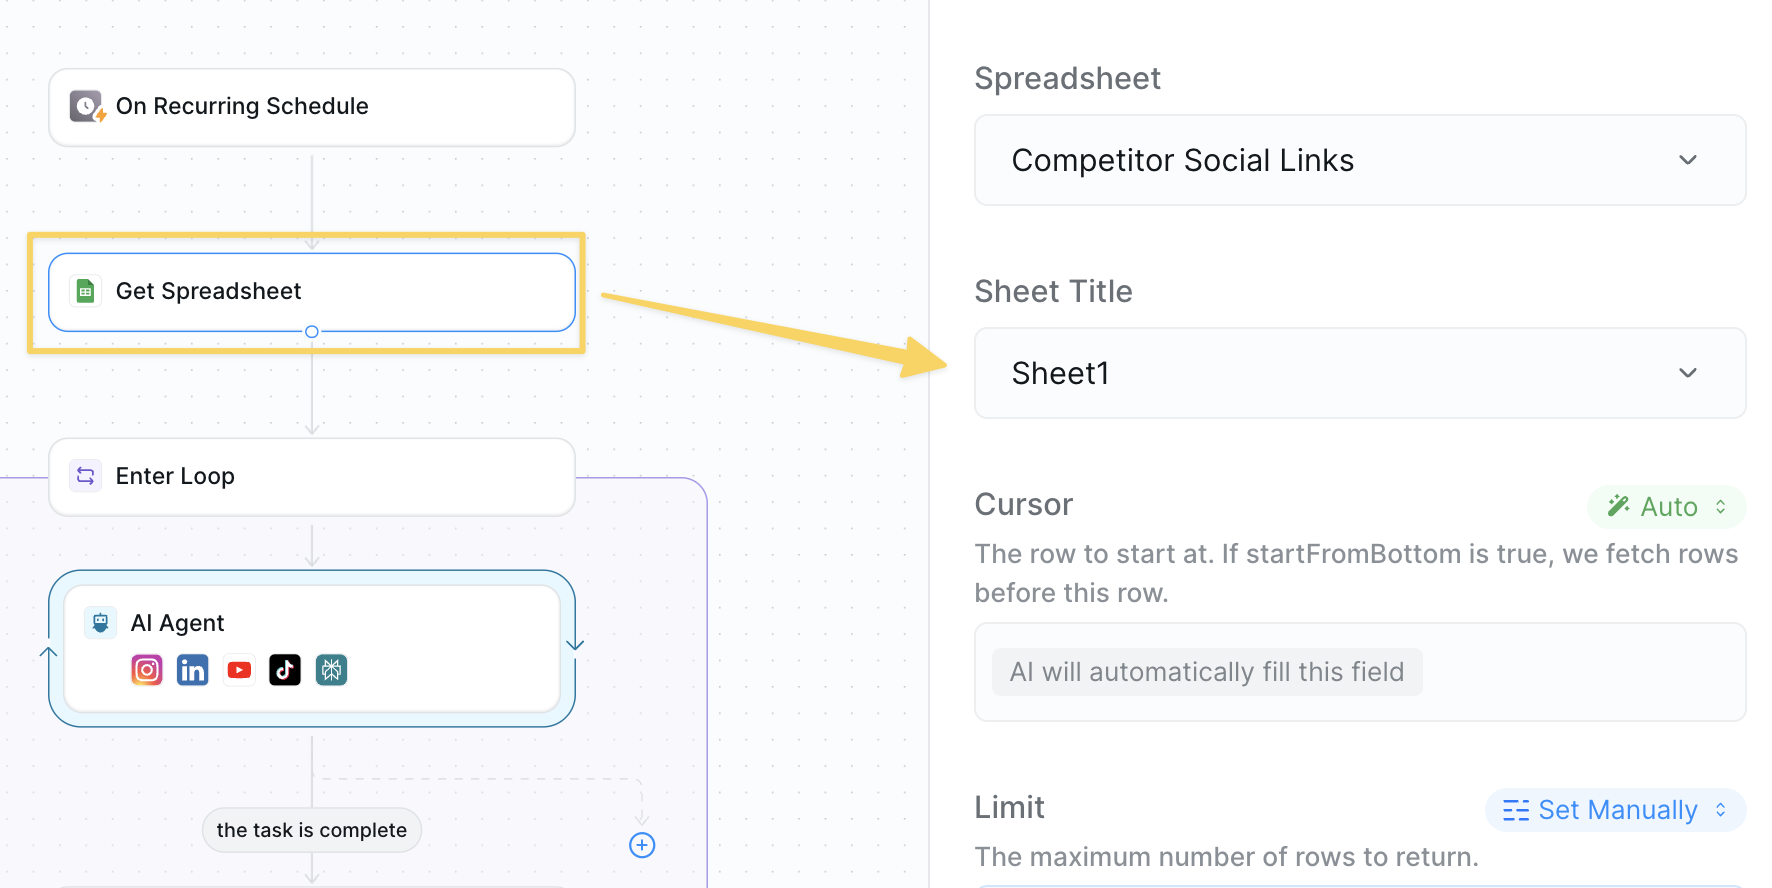 On Recurring Schedule
Get Spreadsheet
Enter Loop
AI Agent
the task is complete
Spreadsheet
Competitor Social Links
Sheet Title
Sheet1
Cursor
Auto
The row to start at. If startFromBottom is true, we fetch rows
before this row.
AI will automatically fill this field
Limit
Set Manually
The maximum number of rows to return.